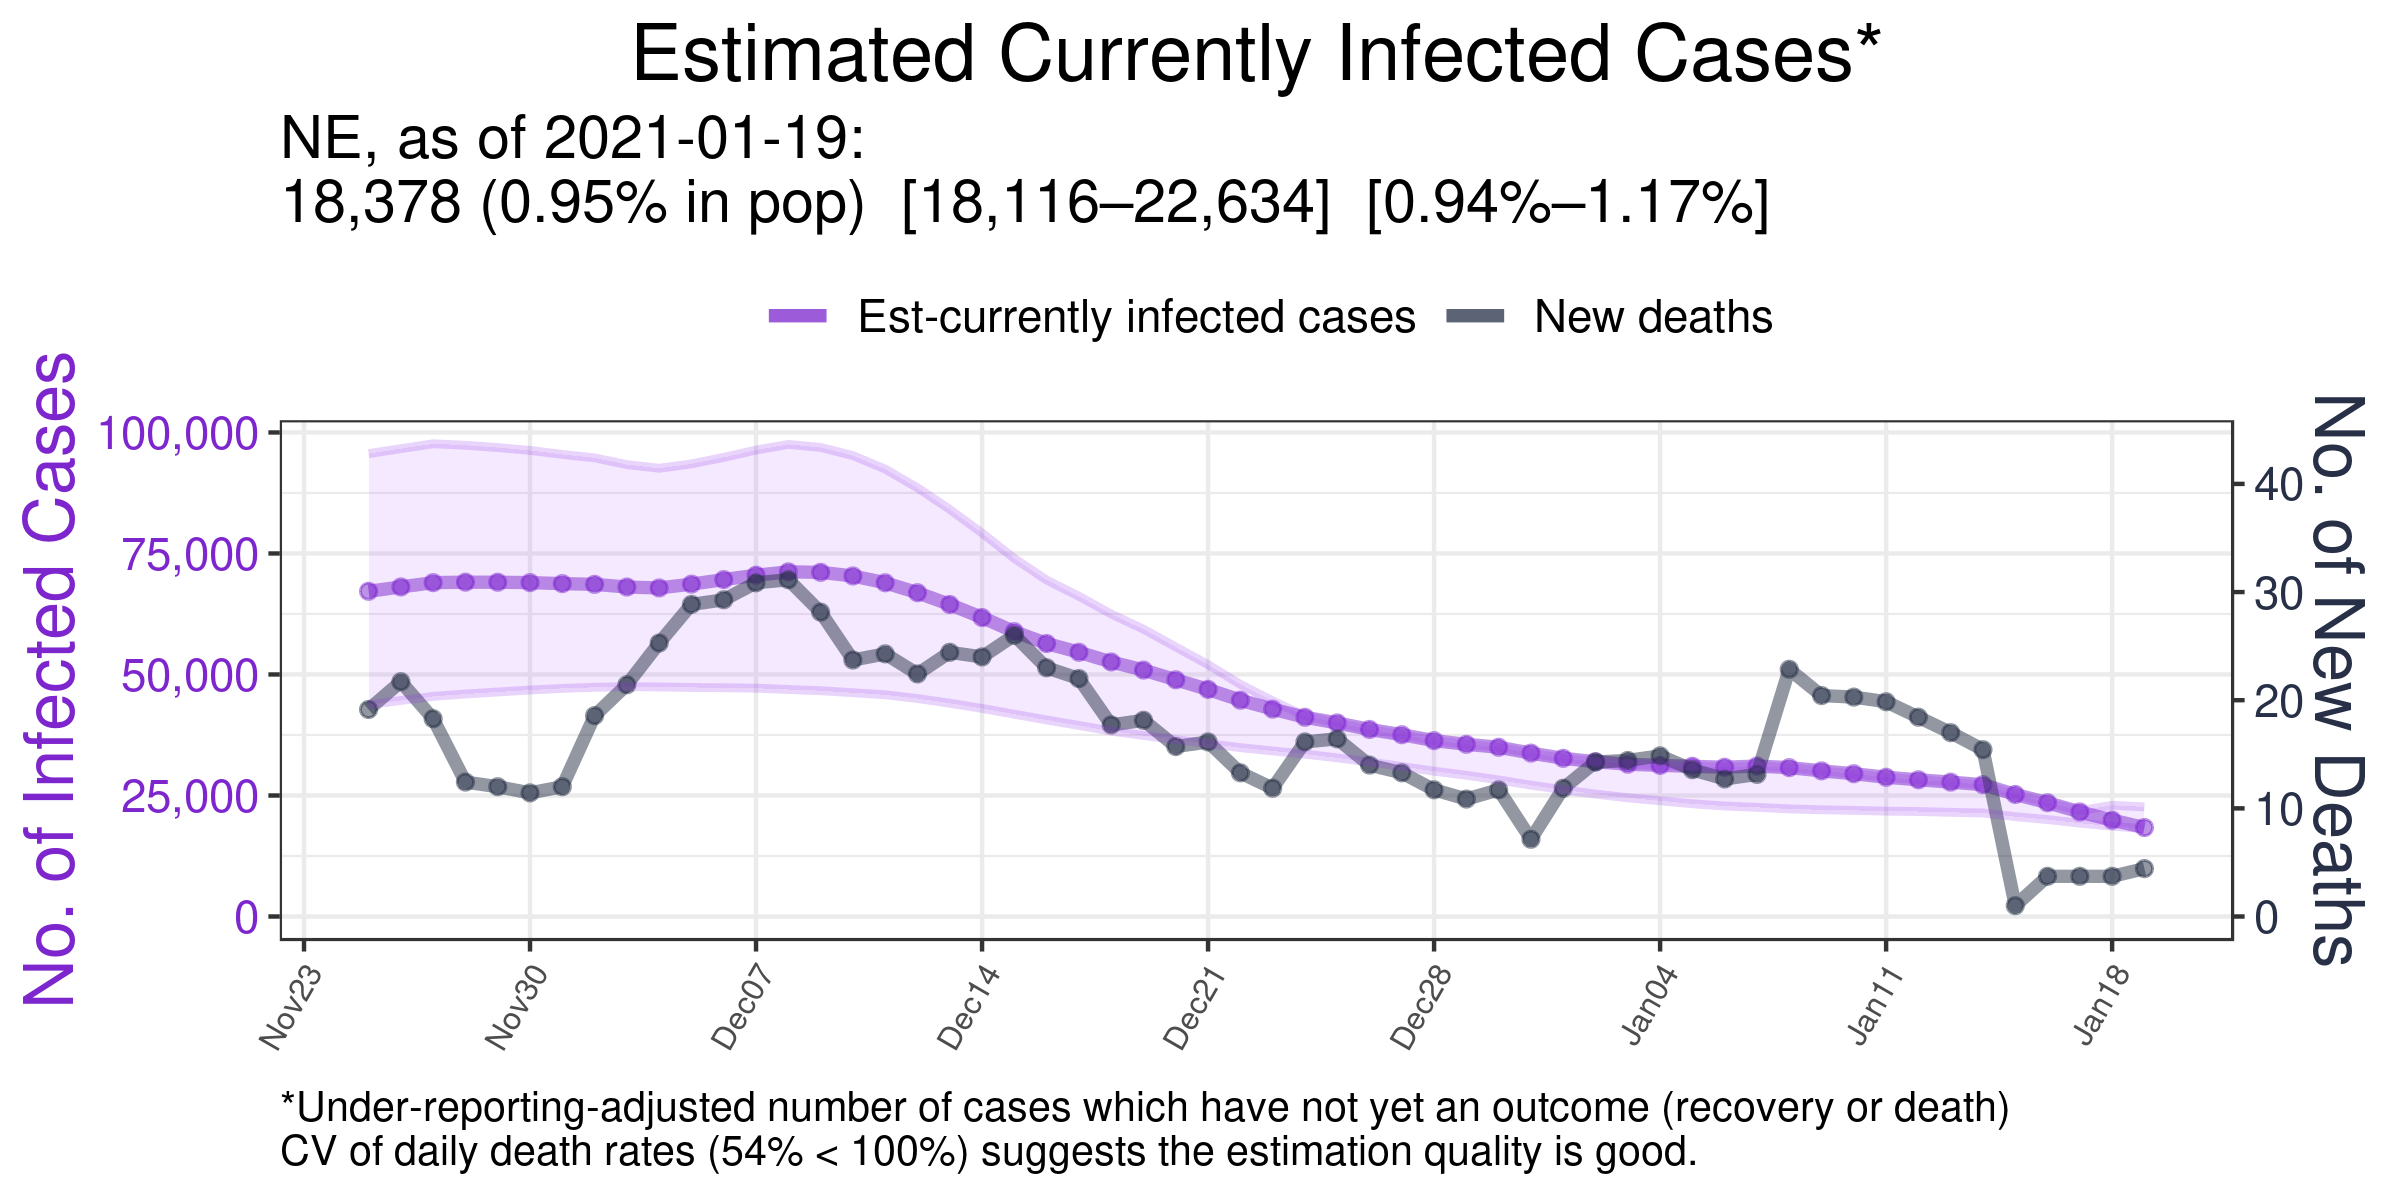 Estimated Currently Infected Cases*
NE, as of 2021-01-19:
18,378 (0.95% in pop)  [18,116–22,634]  [0.94%–1.17%]
Est-currently infected cases
New deaths
No. of Infected Cases
100,000
75,000
50,000
25,000
0
40
30
20
10
0
No. of New Deaths
Nov23
Nov30
Dec07
Dec14
Dec21
Dec28
Jan04
Jan11
Jan18
*Under-reporting-adjusted number of cases which have not yet an outcome (recovery or death)
CV of daily death rates (54% < 100%) suggests the estimation quality is good.